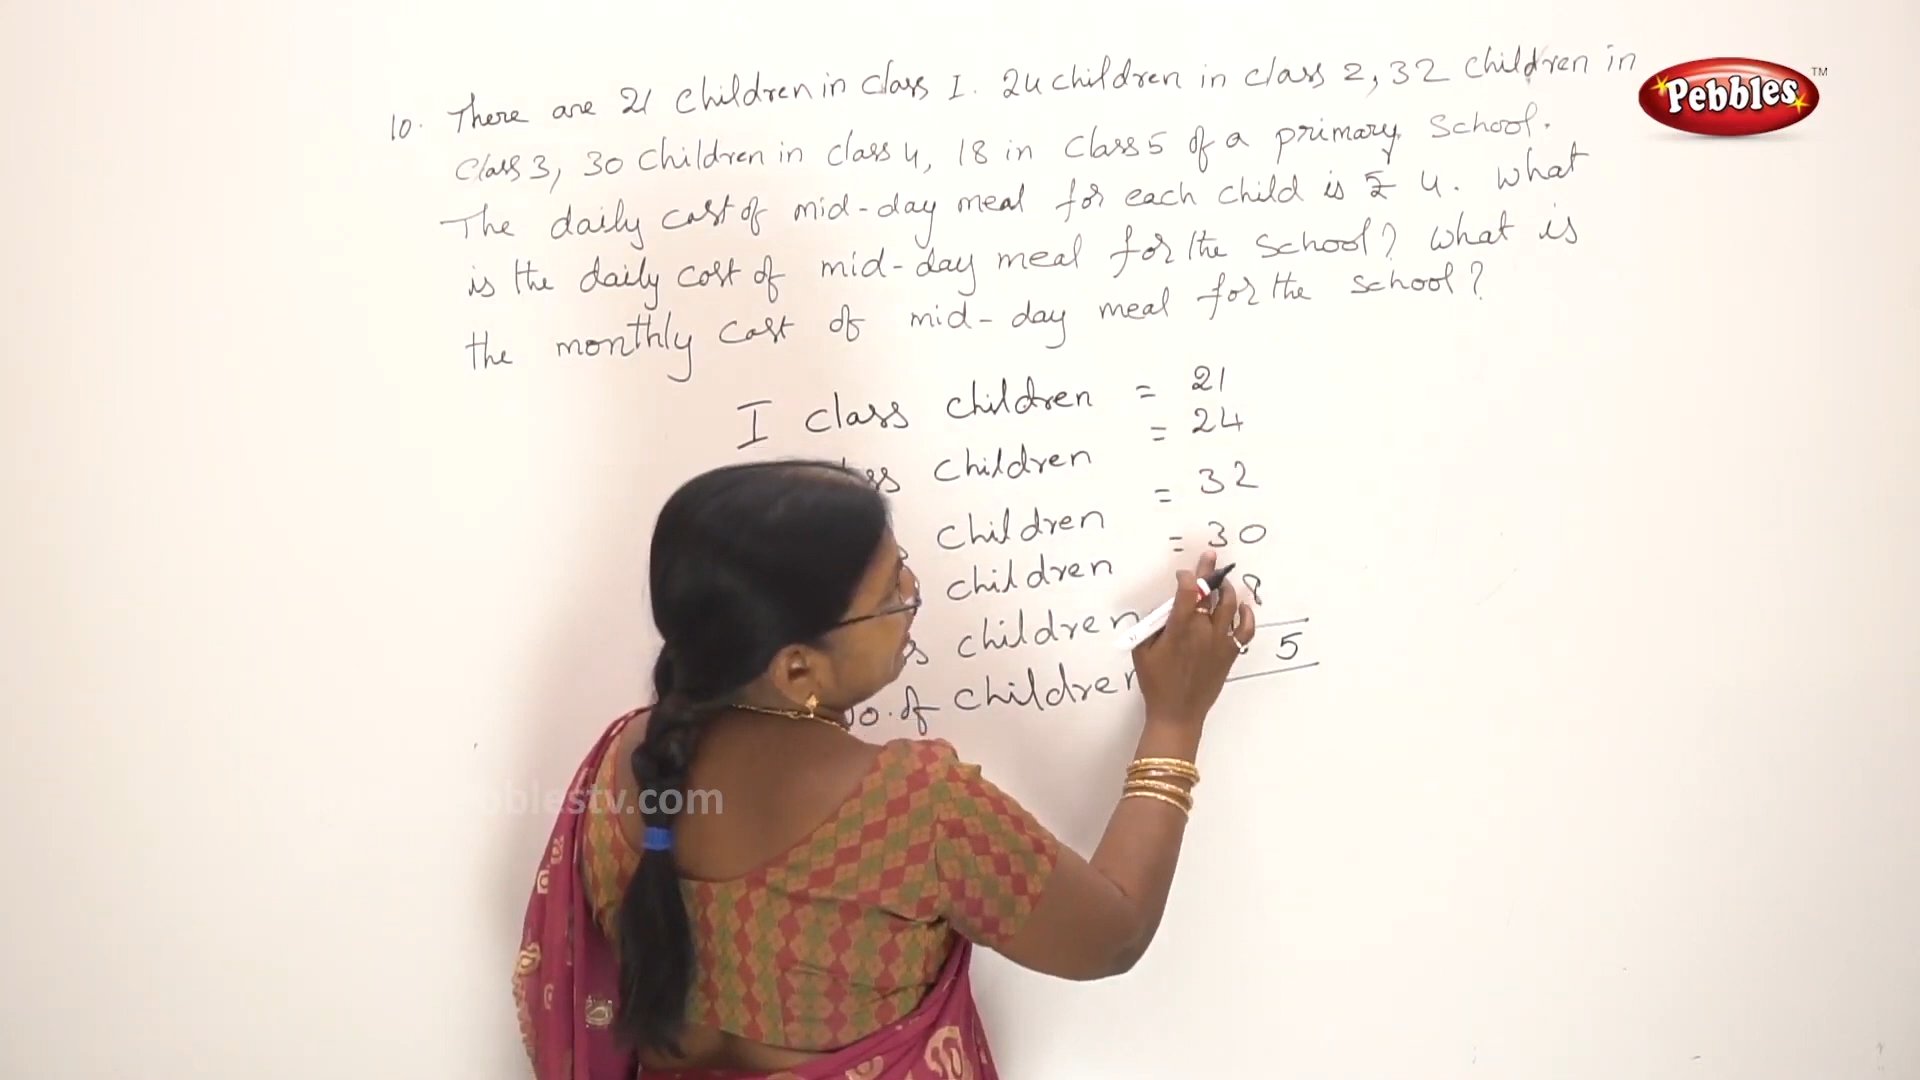 10. There are 21 children in class I. 24 children in class 2, 32 children in
class 3, 30 children in class 4, 18 in class 5 of a primary school.
The daily cost of mid-day meal for each child is ₹ 4. What
is the daily cost of mid-day meal for the school? What is
the monthly cost of mid-day meal for the school?
I class children = 21
children = 24
children = 32
children = 30
children 8
of children 5
Pebbles TM
.com